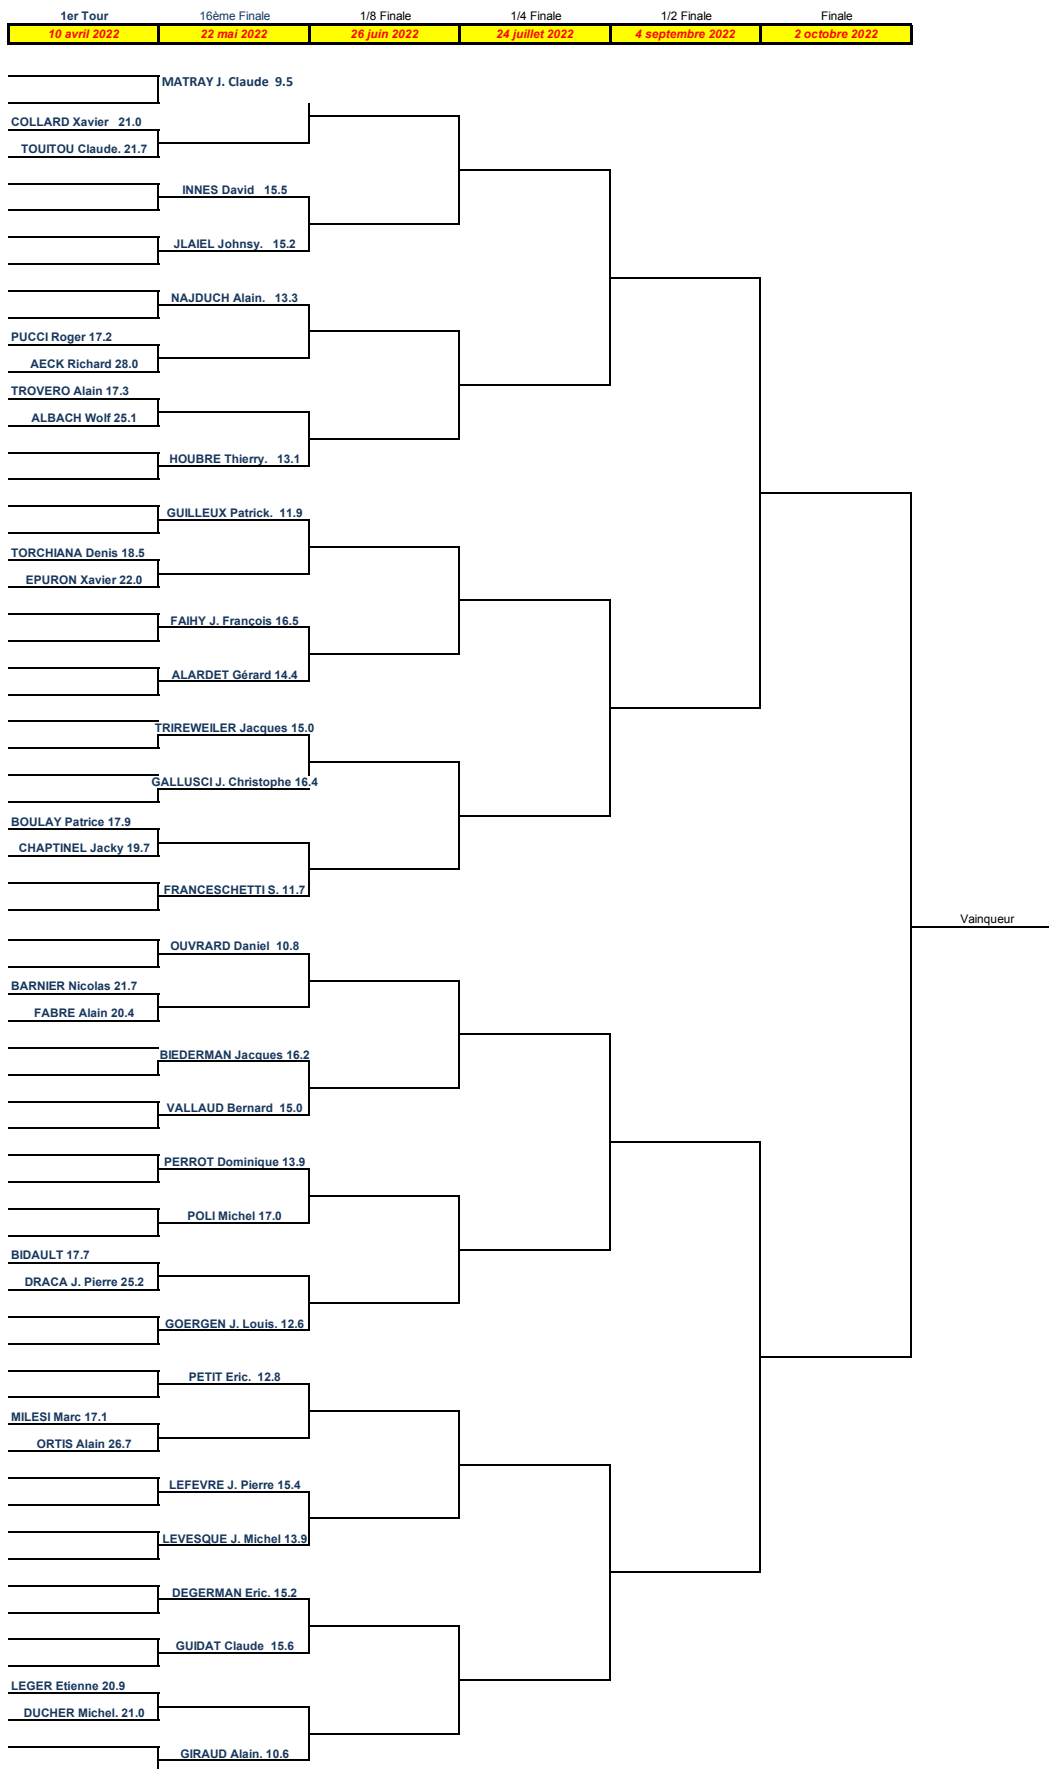 1er Tour 16ème Finale 1/8 Finale 1/4 Finale 1/2 Finale Finale
10 avril 2022 22 mai 2022 26 juin 2022 24 juillet 2022 4 septembre 2022 2 octobre 2022
MATRAY J. Claude 9.5
COLLARD Xavier 21.0
TOUITOU Claude. 21.7
INNES David 15.5
JLAIEL Johnsy. 15.2
NAJDUCH Alain. 13.3
PUCCI Roger 17.2
AECK Richard 28.0
TROVERO Alain 17.3
ALBACH Wolf 25.1
HOUBRE Thierry. 13.1
GUILLEUX Patrick. 11.9
TORCHIANA Denis 18.5
EPURON Xavier 22.0
FAIHY J. François 16.5
ALARDET Gérard 14.4
TRIREWEILER Jacques 15.0
GALLUSCI J. Christophe 16.4
BOULAY Patrice 17.9
CHAPTINEL Jacky 19.7
FRANCESCHETTI S. 11.7
Vainqueur
OUVRARD Daniel 10.8
BARNIER Nicolas 21.7
FABRE Alain 20.4
BIEDERMAN Jacques 16.2
VALLAUD Bernard 15.0
PERROT Dominique 13.9
POLI Michel 17.0
BIDAULT 17.7
DRACA J. Pierre 25.2
GOERGEN J. Louis. 12.6
PETIT Eric. 12.8
MILESI Marc 17.1
ORTIS Alain 26.7
LEFEVRE J. Pierre 15.4
LEVESQUE J. Michel 13.9
DEGERMAN Eric. 15.2
GUIDAT Claude 15.6
LEGER Etienne 20.9
DUCHER Michel. 21.0
GIRAUD Alain. 10.6